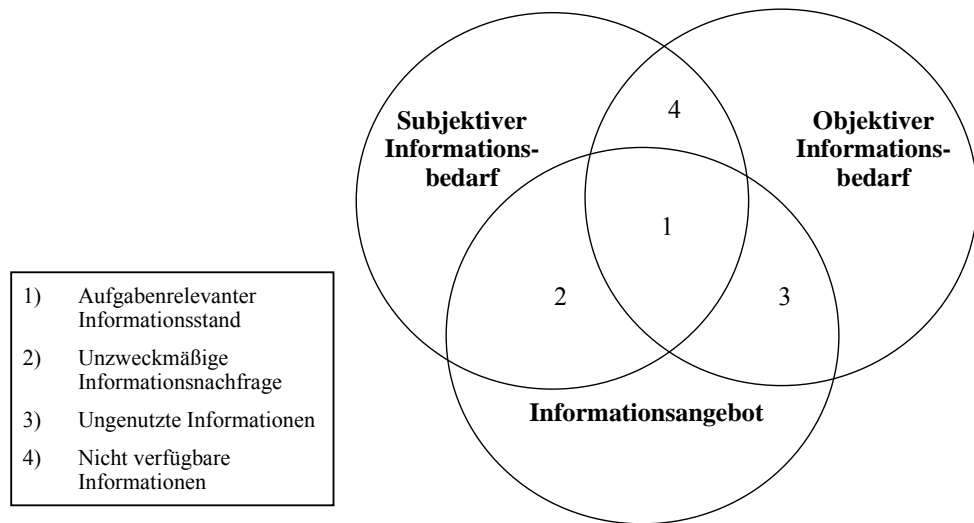 4
Subjektiver
Informations-
bedarf
Objektiver
Informations-
bedarf
1
2
3
Informationsangebot
1) Aufgabenrelevanter
Informationsstand
2) Unzweckmäßige
Informationsnachfrage
3) Ungenutzte Informationen
4) Nicht verfügbare
Informationen